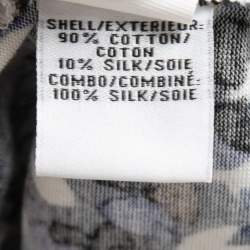 SHELL/EXTERIEUR:
90% COTTON/
COTON
10% SILK/SOIE
COMBO/COMBINÉ:
100% SILK/SOIE